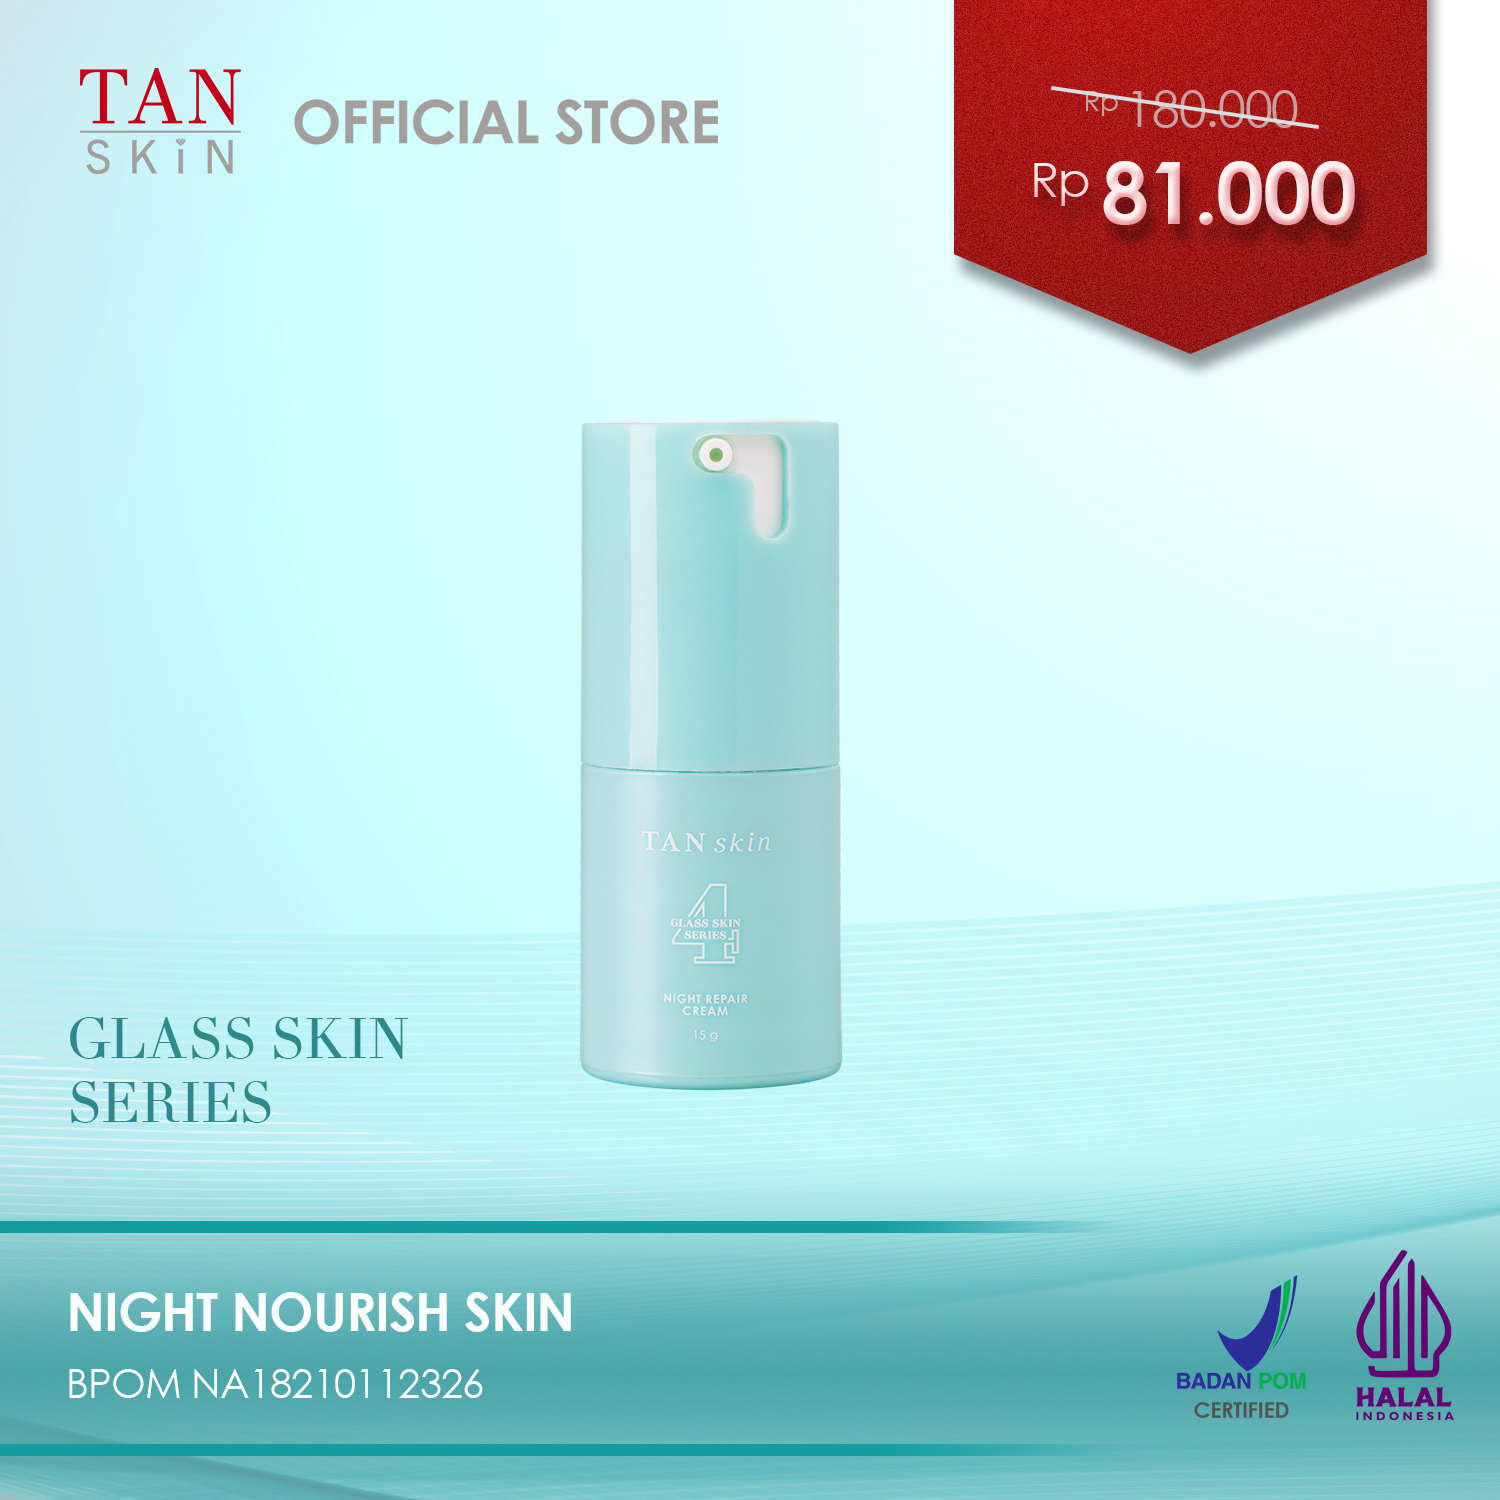 TAN
SKiN
OFFICIAL STORE
Rp 180.000
Rp 81.000
TAN skin
4
GLASS SKIN
SERIES
NIGHT REPAIR
CREAM
15 g
GLASS SKIN
SERIES
NIGHT NOURISH SKIN
BPOM NA18210112326
BADAN POM
CERTIFIED
HALAL
INDONESIA